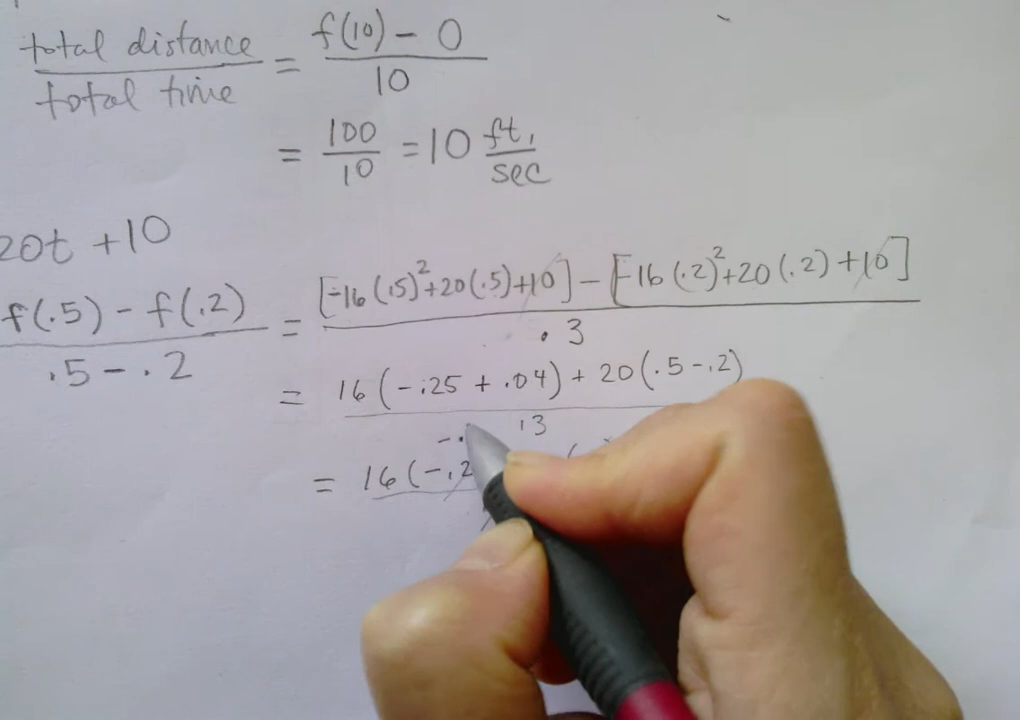 total distance / total time = f(10) - 0 / 10
= 100 / 10 = 10 ft, / sec
20t + 10
f(.5) - f(.2) / .5 - .2 = [-16(.5)²+20(.5)+10] - [-16(.2)²+20(.2)+10] / .3
= 16(-.25 + .04) + 20(.5-.2) / .3
= 16(-.2